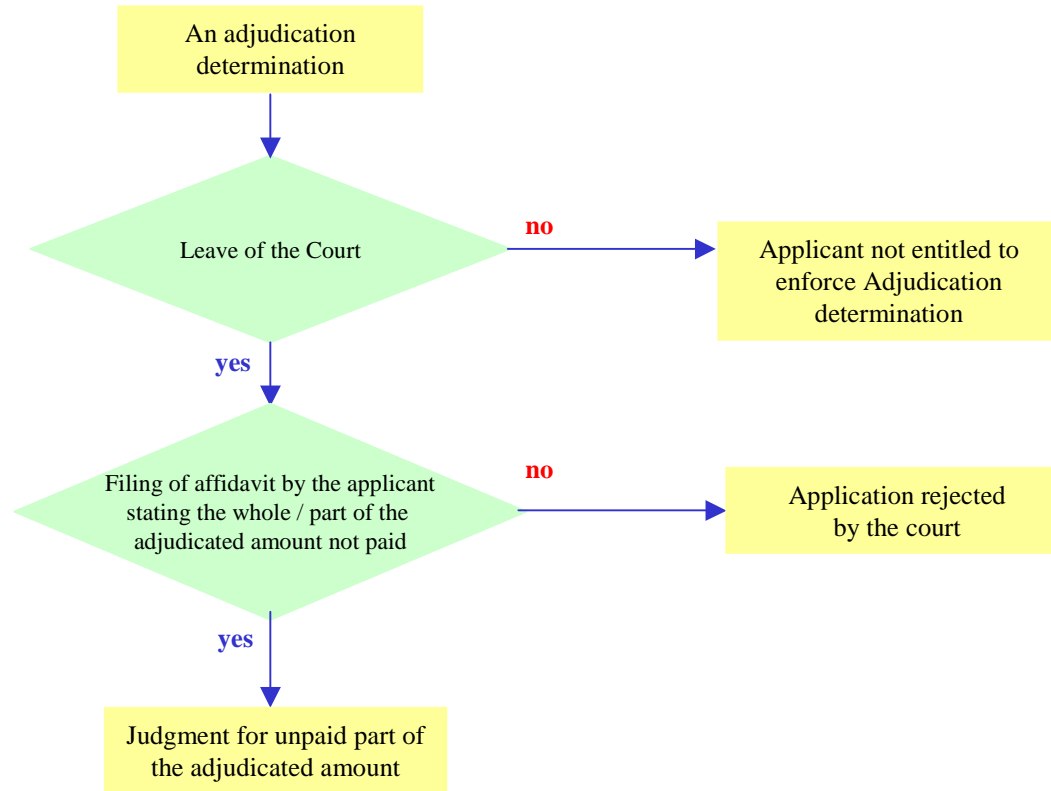 An adjudication
determination
Leave of the Court
no
Applicant not entitled to
enforce Adjudication
determination
yes
Filing of affidavit by the applicant
stating the whole / part of the
adjudicated amount not paid
no
Application rejected
by the court
yes
Judgment for unpaid part of
the adjudicated amount